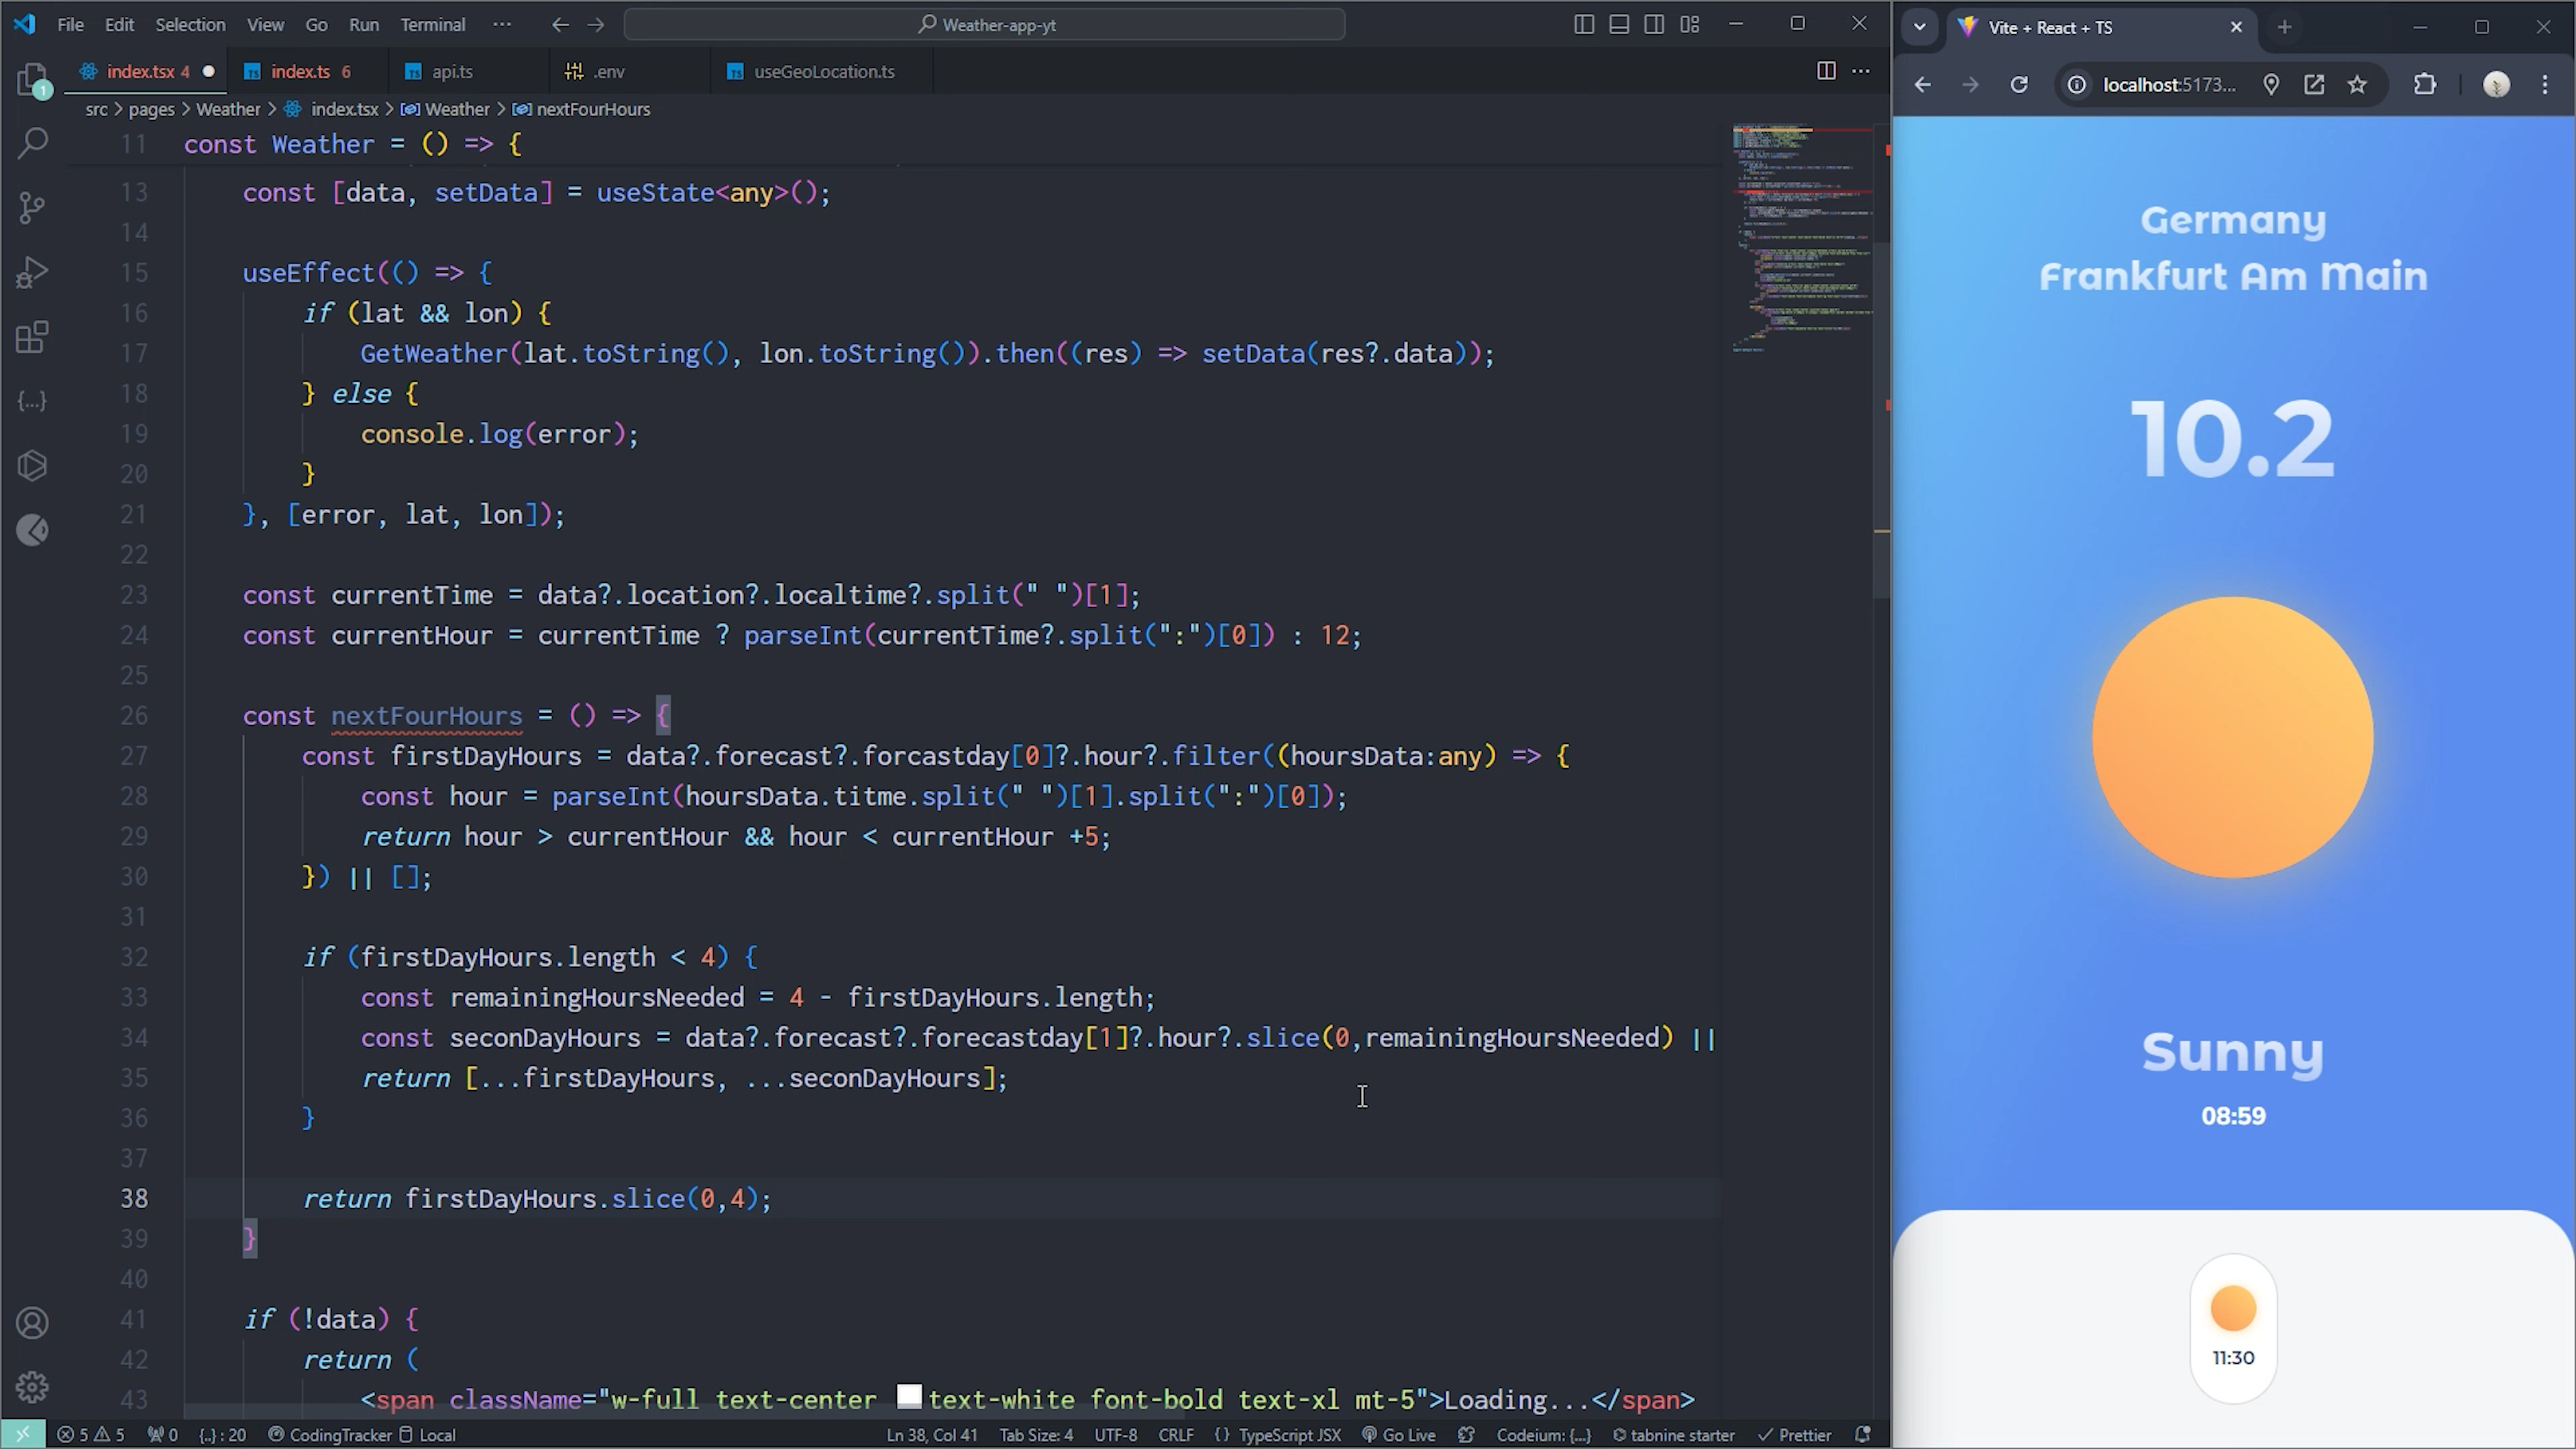 File Edit Selection View Go Run Terminal ··· Weather-app-yt
index.tsx 4 index.ts 6 api.ts .env useGeoLocation.ts
src > pages > Weather > index.tsx > Weather > nextFourHours
11 const Weather = () => {
13 const [data, setData] = useState<any>();
14
15 useEffect(() => {
16 if (lat && lon) {
17 GetWeather(lat.toString(), lon.toString()).then((res) => setData(res?.data));
18 } else {
19 console.log(error);
20 }
21 }, [error, lat, lon]);
22
23 const currentTime = data?.location?.localtime?.split(" ")[1];
24 const currentHour = currentTime ? parseInt(currentTime?.split(":")[0]) : 12;
25
26 const nextFourHours = () => {
27 const firstDayHours = data?.forecast?.forcastday[0]?.hour?.filter((hoursData:any) => {
28 const hour = parseInt(hoursData.titme.split(" ")[1].split(":")[0]);
29 return hour > currentHour && hour < currentHour +5;
30 }) || [];
31
32 if (firstDayHours.length < 4) {
33 const remainingHoursNeeded = 4 - firstDayHours.length;
34 const seconDayHours = data?.forecast?.forecastday[1]?.hour?.slice(0,remainingHoursNeeded) ||
35 return [...firstDayHours, ...seconDayHours];
36 }
37
38 return firstDayHours.slice(0,4);
39 }
40
41 if (!data) {
42 return (
43 <span className="w-full text-center text-white font-bold text-xl mt-5">Loading...</span>
1
5 5 0 {..} : 20 CodingTracker Local Ln 38, Col 41 Tab Size: 4 UTF-8 CRLF {} TypeScript JSX Go Live Codeium: {...} tabnine starter Prettier
Vite + React + TS
localhost:5173...
Germany
Frankfurt Am Main
10.2
Sunny
08:59
11:30